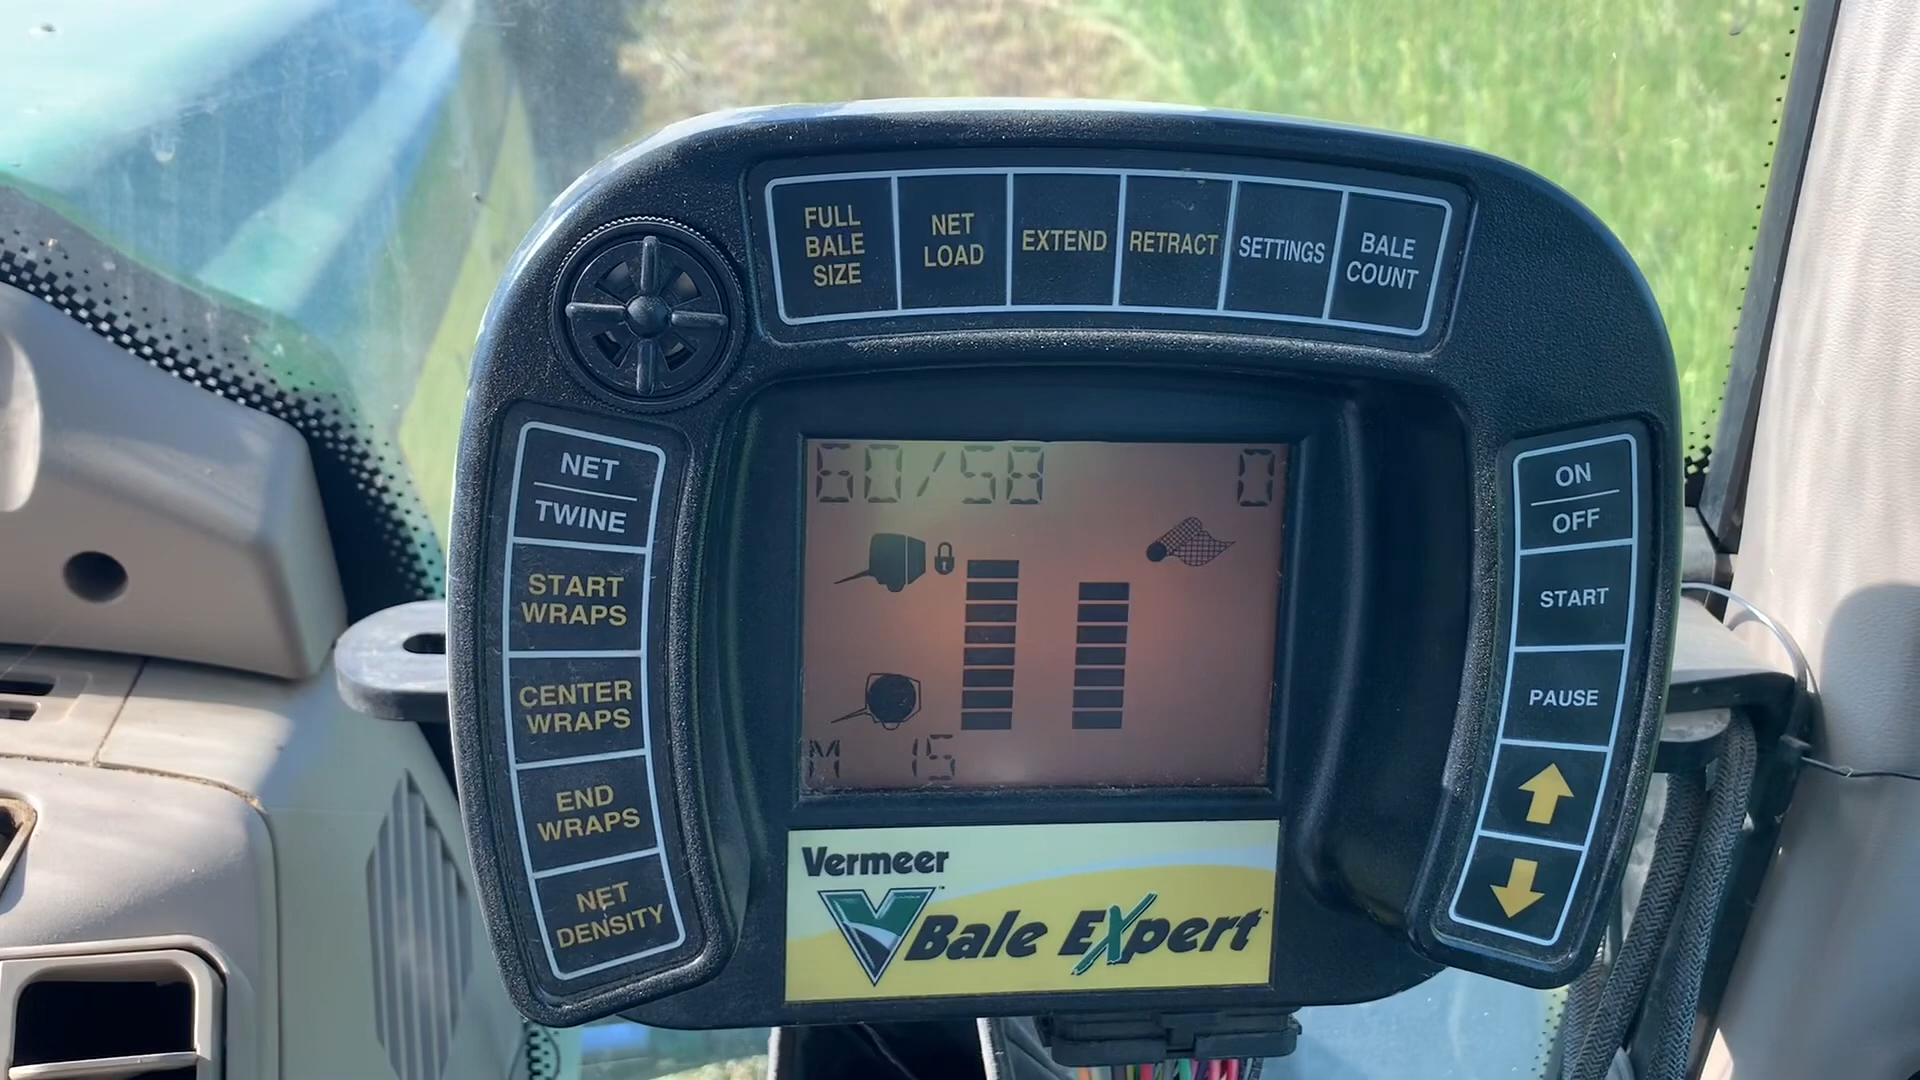 FULL
BALE
SIZE
NET
LOAD
EXTEND
RETRACT
SETTINGS
BALE
COUNT
NET
TWINE
START
WRAPS
CENTER
WRAPS
END
WRAPS
NET
DENSITY
60/58 0
M 15
ON
OFF
START
PAUSE
Vermeer
Bale Expert™